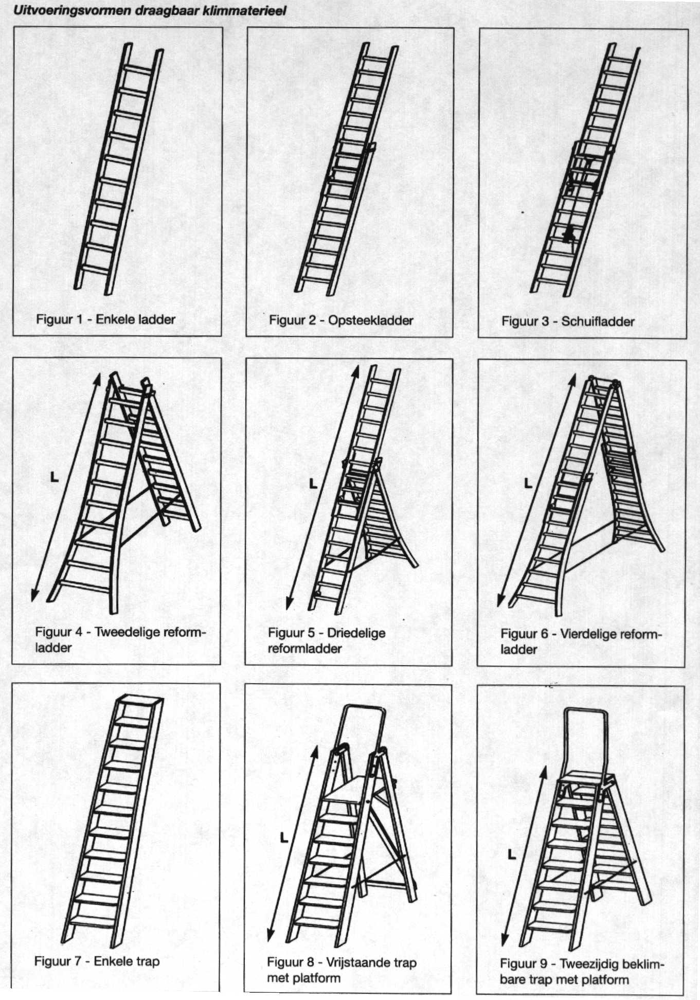 Uitvoeringsvormen draagbaar klimmaterieel
Figuur 1 - Enkele ladder
Figuur 2 - Opsteekladder
Figuur 3 - Schuifladder
L
Figuur 4 - Tweedelige reform-
ladder
L
Figuur 5 - Driedelige
reformladder
L
Figuur 6 - Vierdelige reform-
ladder
Figuur 7 - Enkele trap
L
Figuur 8 - Vrijstaande trap
met platform
L
Figuur 9 - Tweezijdig beklim-
bare trap met platform